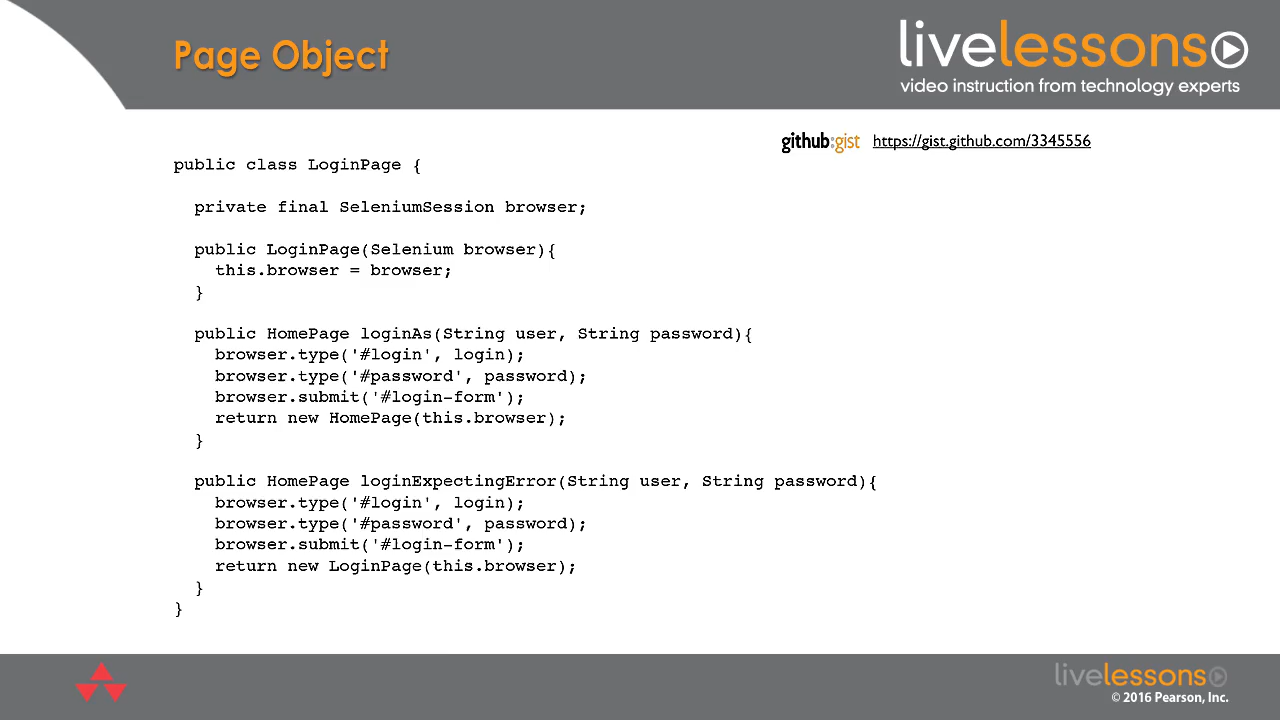 Page Object
livelessons
video instruction from technology experts
github:gist https://gist.github.com/3345556
public class LoginPage {
private final SeleniumSession browser;
public LoginPage(Selenium browser){
this.browser = browser;
}
public HomePage loginAs(String user, String password){
browser.type('#login', login);
browser.type('#password', password);
browser.submit('#login-form');
return new HomePage(this.browser);
}
public HomePage loginExpectingError(String user, String password){
browser.type('#login', login);
browser.type('#password', password);
browser.submit('#login-form');
return new LoginPage(this.browser);
}
}
livelessons
© 2016 Pearson, Inc.